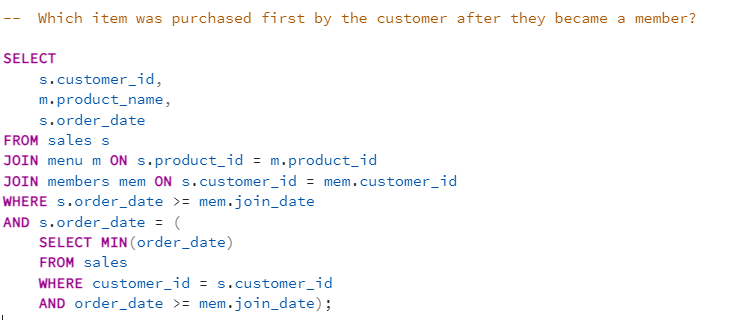 --  Which item was purchased first by the customer after they became a member?
SELECT
    s.customer_id,
    m.product_name,
    s.order_date
FROM sales s
JOIN menu m ON s.product_id = m.product_id
JOIN members mem ON s.customer_id = mem.customer_id
WHERE s.order_date >= mem.join_date
AND s.order_date = (
    SELECT MIN(order_date)
    FROM sales
    WHERE customer_id = s.customer_id
    AND order_date >= mem.join_date);